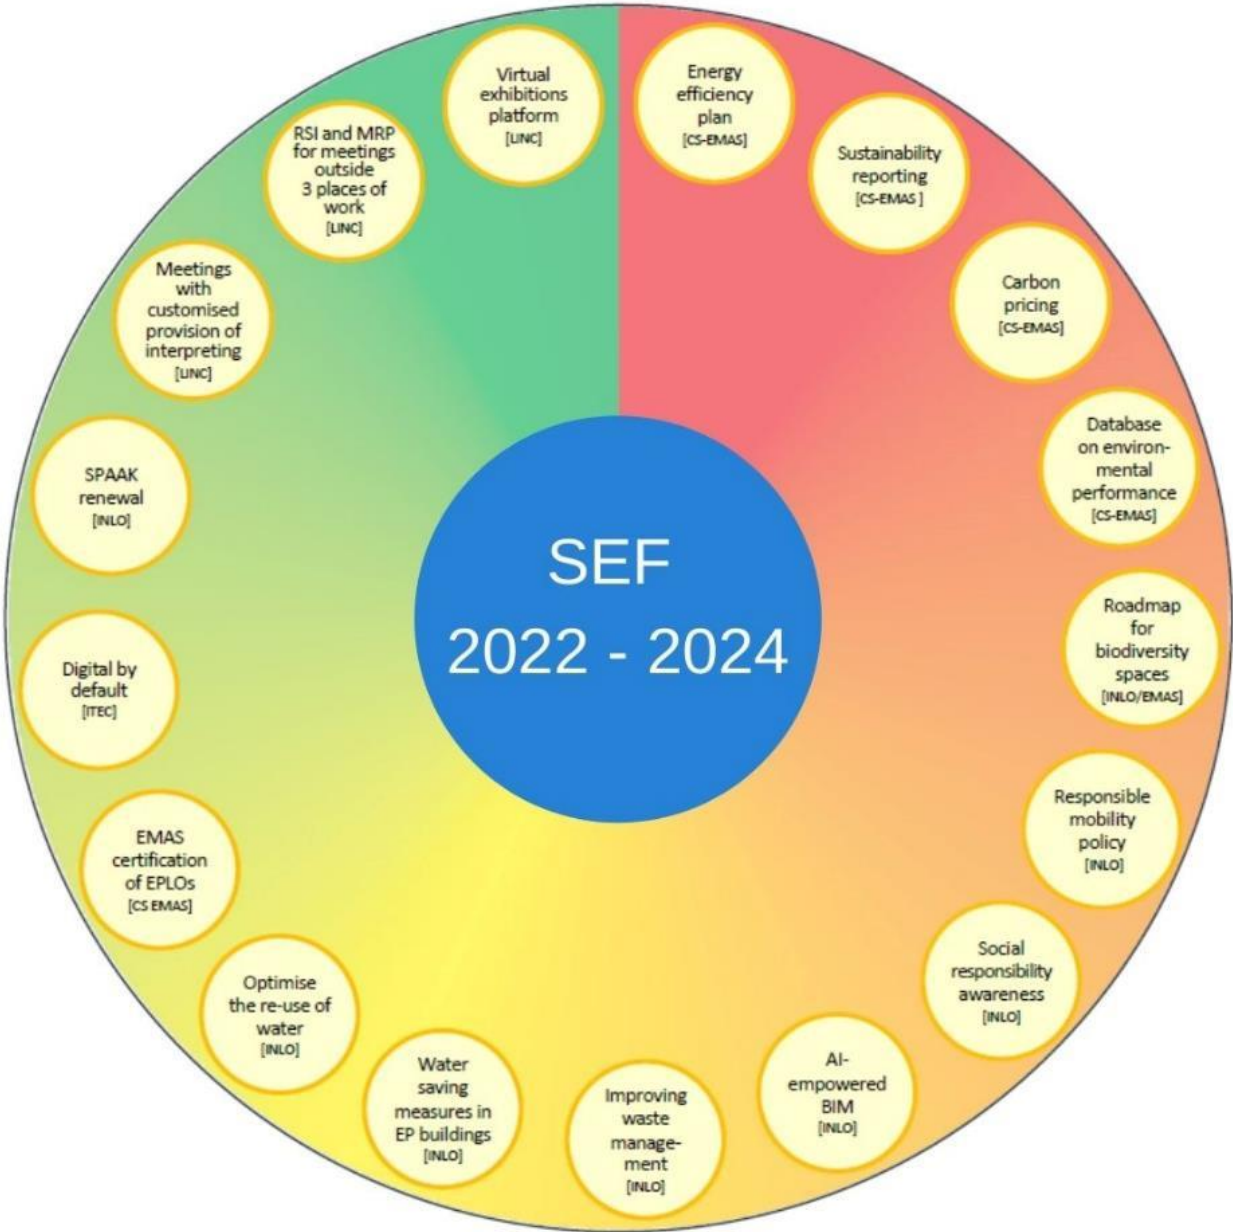 Energy
efficiency
plan
[CS-EMAS]
Sustainability
reporting
[CS-EMAS ]
Carbon
pricing
[CS-EMAS]
Database
on environ-
mental
performance
[CS-EMAS]
Roadmap
for
biodiversity
spaces
[INLO/EMAS]
Responsible
mobility
policy
[INLO]
Social
responsibility
awareness
[INLO]
AI-
empowered
BIM
[INLO]
Improving
waste
manage-
ment
[INLO]
Water
saving
measures in
EP buildings
[INLO]
Optimise
the re-use of
water
[INLO]
EMAS
certification
of EPLOs
[CS EMAS]
Digital by
default
[ITEC]
SPAAK
renewal
[INLO]
Meetings
with
customised
provision of
interpreting
[LINC]
RSI and MRP
for meetings
outside
3 places of
work
[LINC]
Virtual
exhibitions
platform
[LINC]
SEF
2022 - 2024